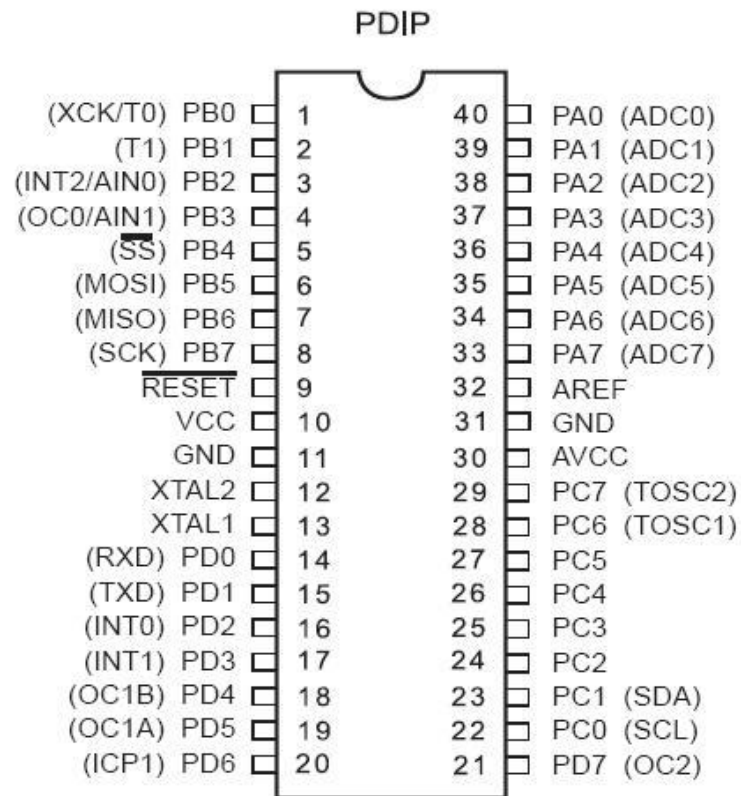 PDIP
(XCK/T0) PB0 1 40 PA0 (ADC0)
(T1) PB1 2 39 PA1 (ADC1)
(INT2/AIN0) PB2 3 38 PA2 (ADC2)
(OC0/AIN1) PB3 4 37 PA3 (ADC3)
(SS) PB4 5 36 PA4 (ADC4)
(MOSI) PB5 6 35 PA5 (ADC5)
(MISO) PB6 7 34 PA6 (ADC6)
(SCK) PB7 8 33 PA7 (ADC7)
RESET 9 32 AREF
VCC 10 31 GND
GND 11 30 AVCC
XTAL2 12 29 PC7 (TOSC2)
XTAL1 13 28 PC6 (TOSC1)
(RXD) PD0 14 27 PC5
(TXD) PD1 15 26 PC4
(INT0) PD2 16 25 PC3
(INT1) PD3 17 24 PC2
(OC1B) PD4 18 23 PC1 (SDA)
(OC1A) PD5 19 22 PC0 (SCL)
(ICP1) PD6 20 21 PD7 (OC2)